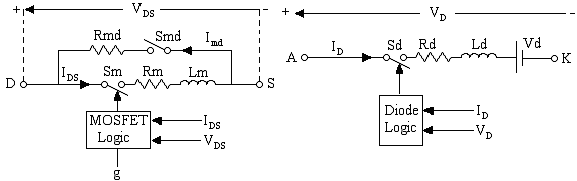 + V_DS - + V_D -
Rmd Smd I_md
I_D Sd Rd Ld Vd
A K
D I_DS Sm Rm Lm S
MOSFET Logic I_DS V_DS
Diode Logic I_D V_D
g